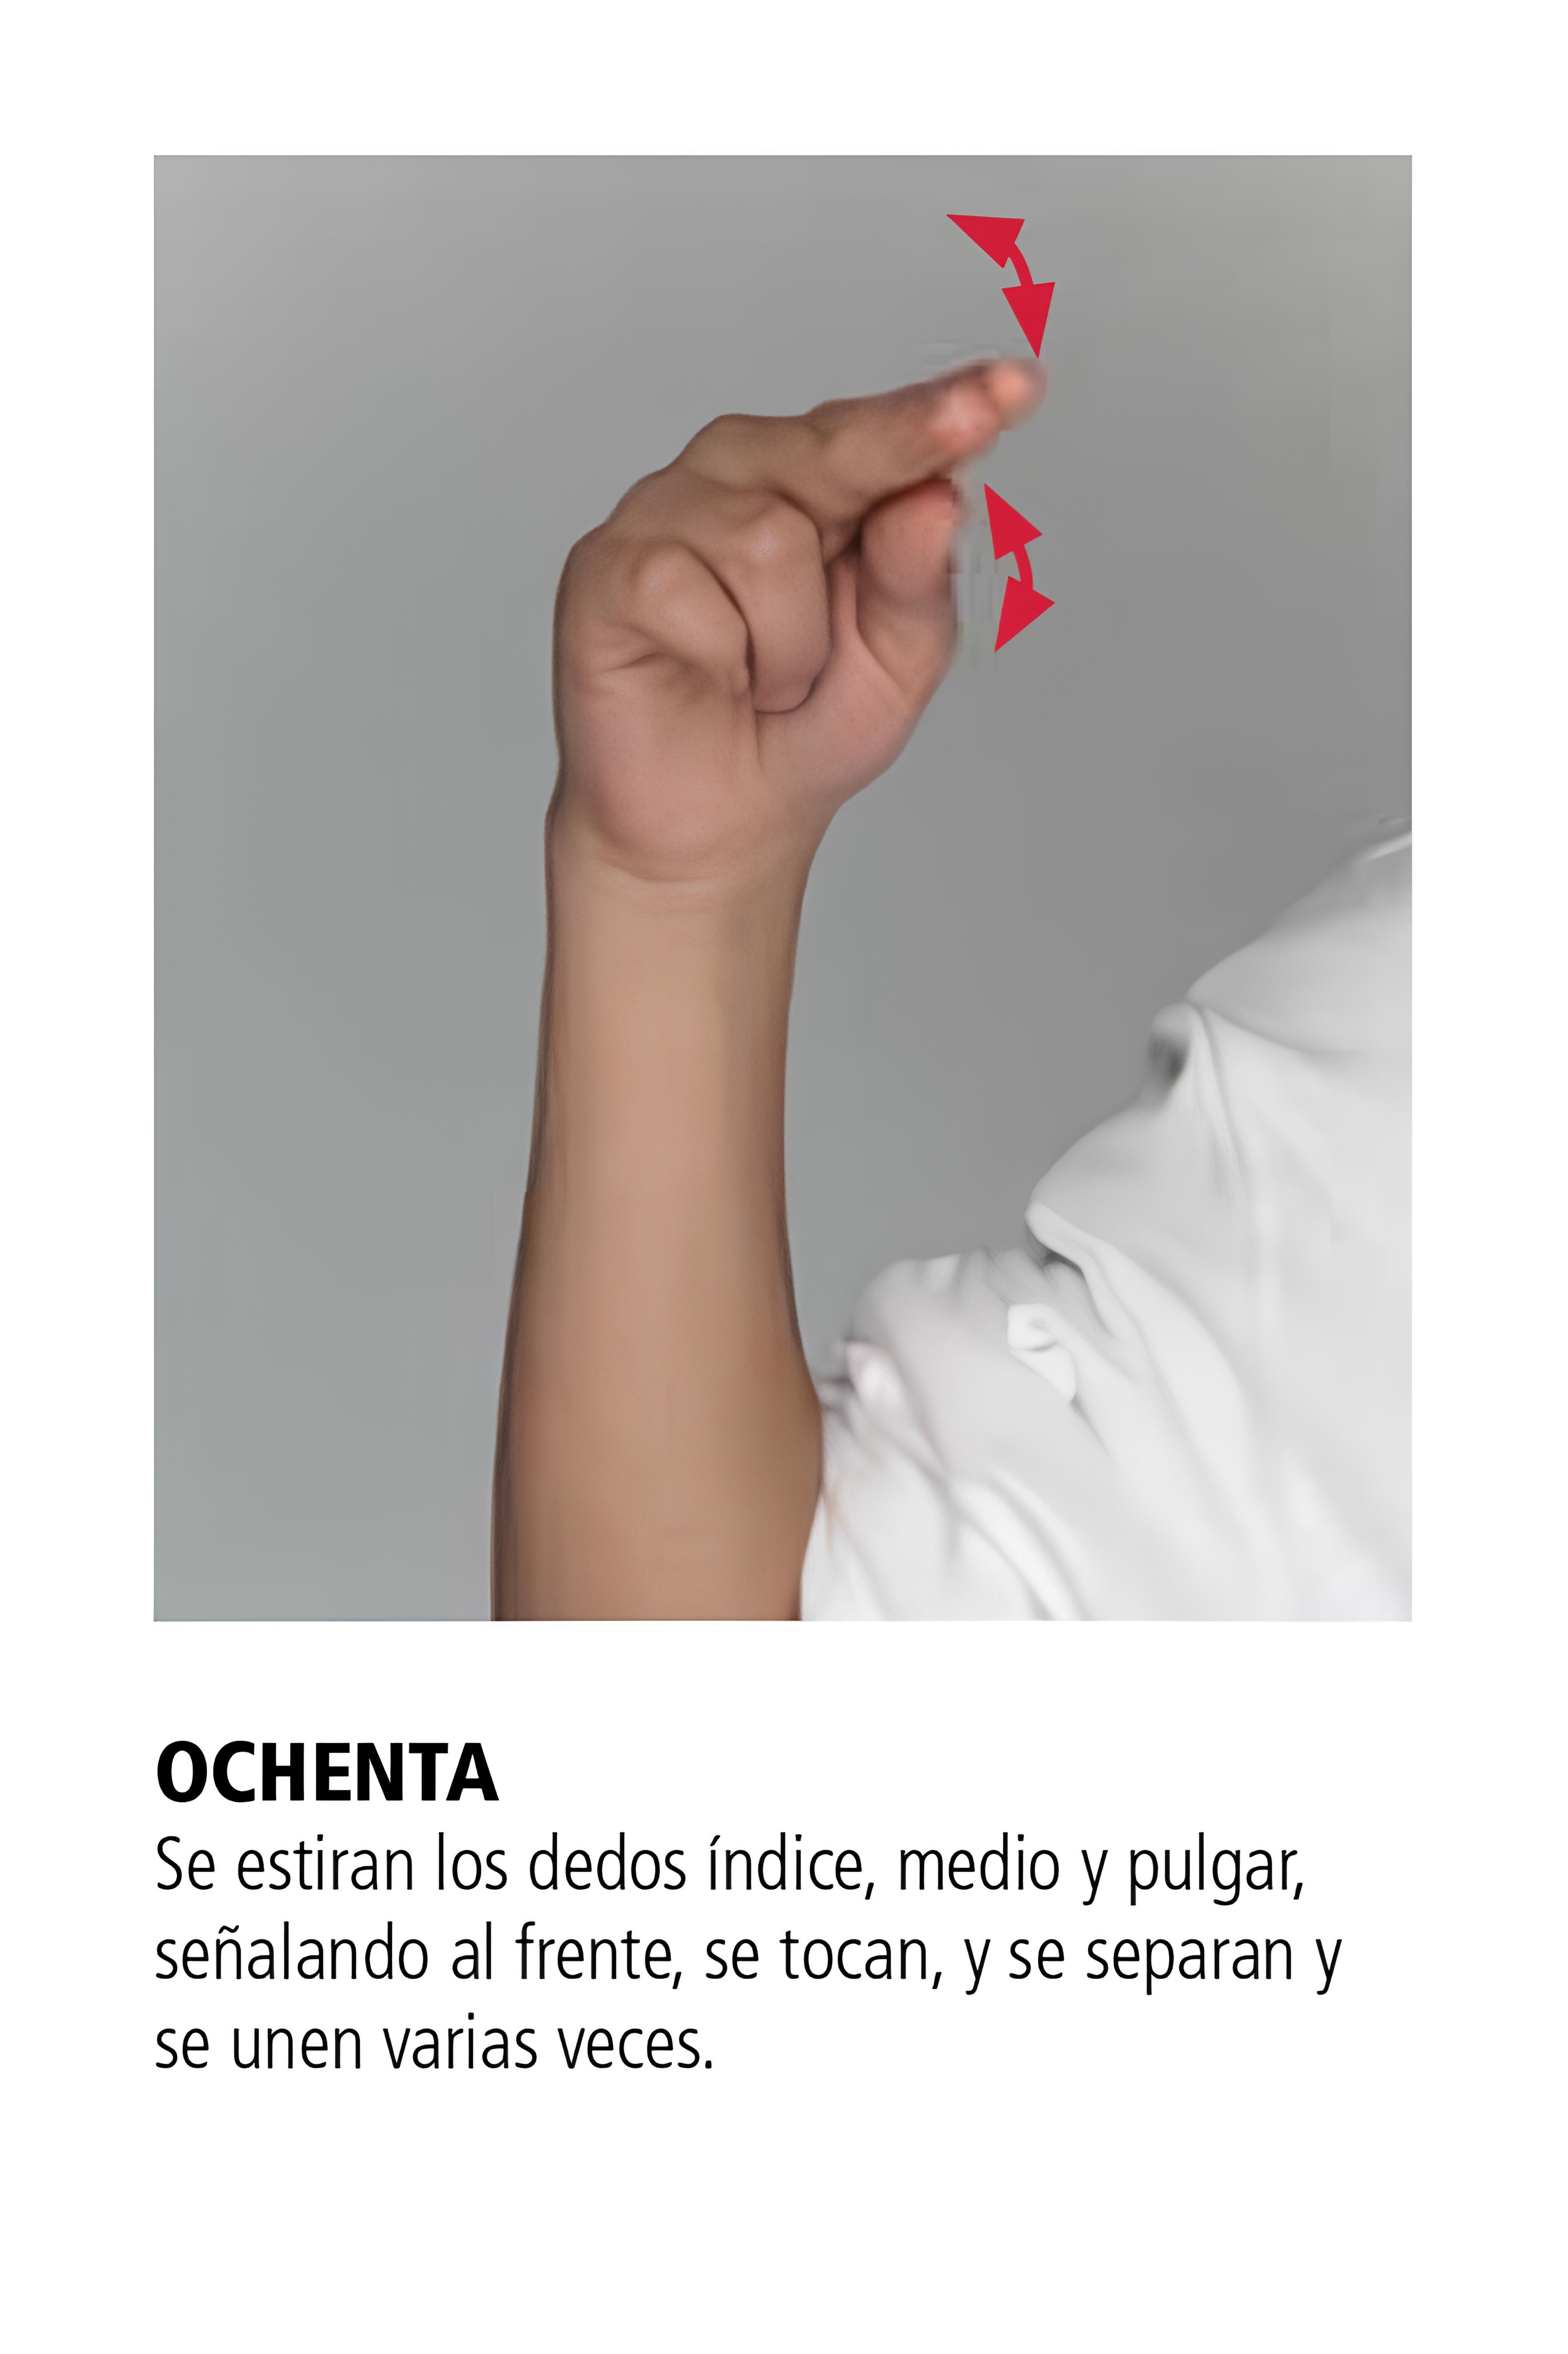 OCHENTA
Se estiran los dedos índice, medio y pulgar,
señalando al frente, se tocan, y se separan y
se unen varias veces.